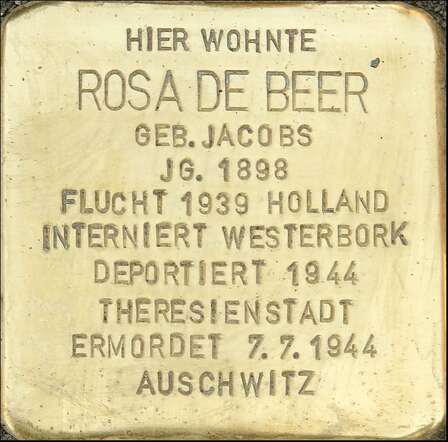 HIER WOHNTE
ROSA DE BEER
GEB. JACOBS
JG. 1898
FLUCHT 1939 HOLLAND
INTERNIERT WESTERBORK
DEPORTIERT 1944
THERESIENSTADT
ERMORDET 7.7.1944
AUSCHWITZ